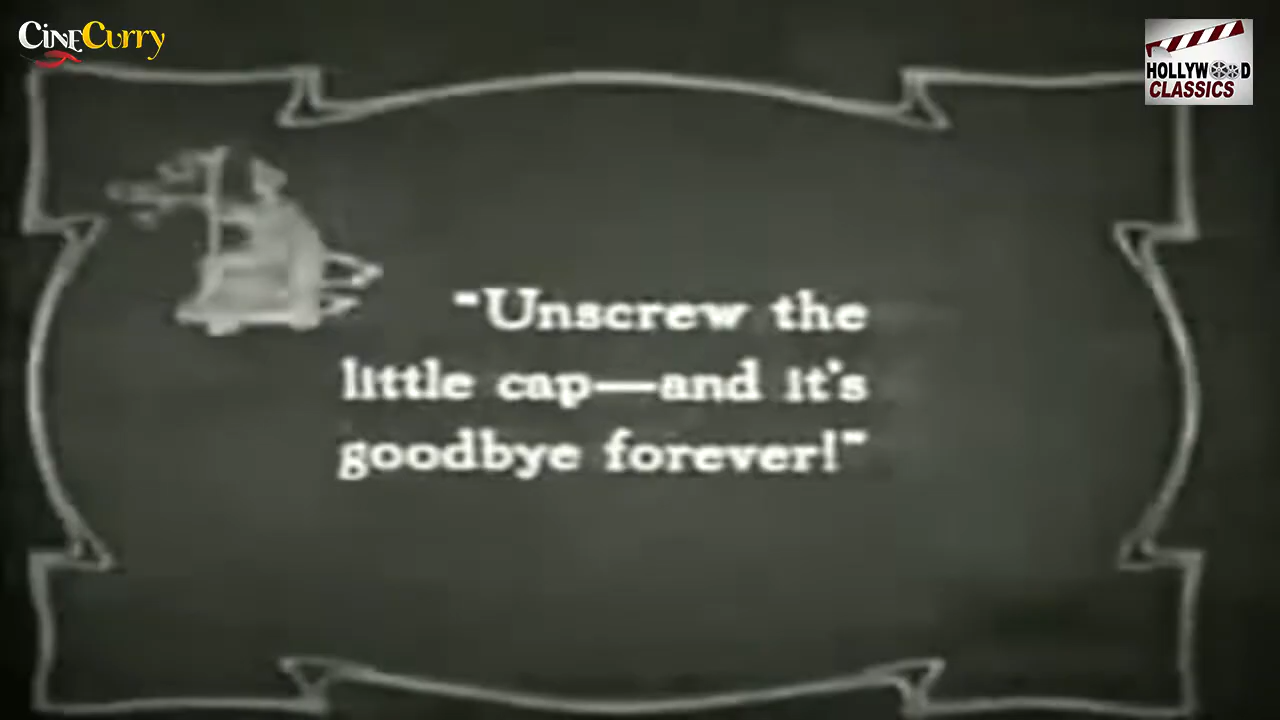 CineCurry
HOLLYWOOD
CLASSICS
"Unscrew the
little cap—and it's
goodbye forever!"